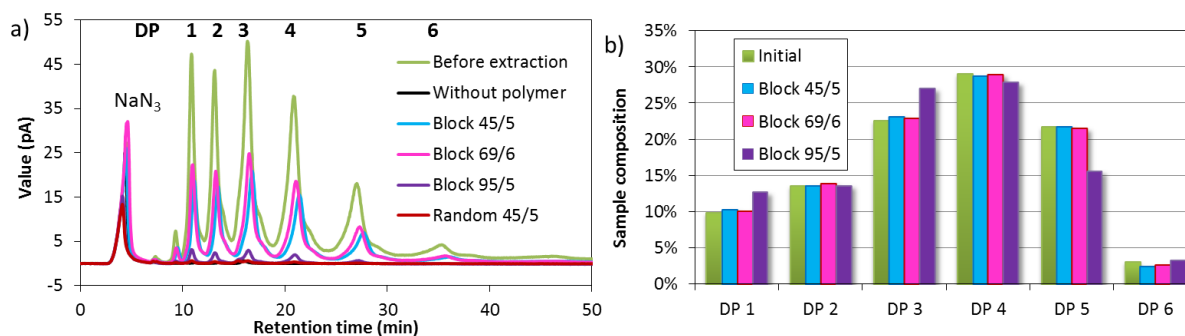 a)
DP 1 2 3 4 5 6
55
45
35
25
15
5
-5
Value (pA)
NaN3
Before extraction
Without polymer
Block 45/5
Block 69/6
Block 95/5
Random 45/5
0 10 20 30 40 50
Retention time (min)
b)
35%
30%
25%
20%
15%
10%
5%
0%
Sample composition
Initial
Block 45/5
Block 69/6
Block 95/5
DP 1 DP 2 DP 3 DP 4 DP 5 DP 6